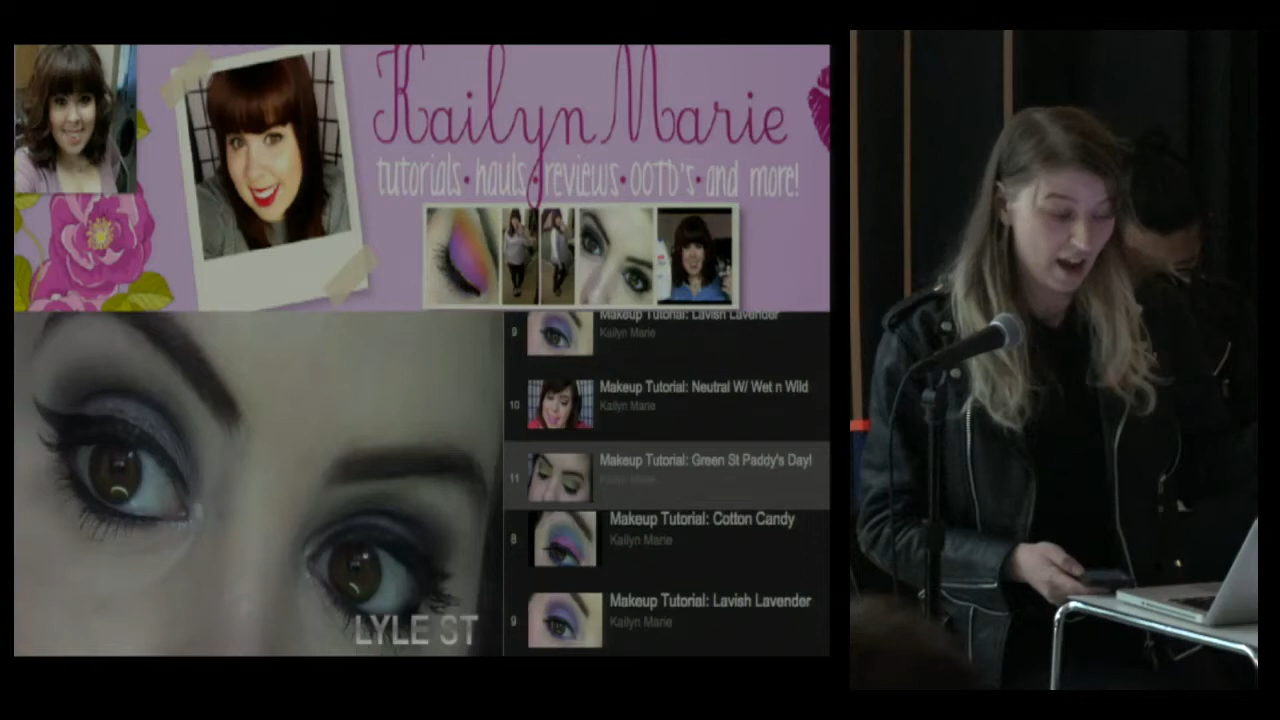 Kailyn Marie
tutorials • hauls • reviews • OOTD's • and more!
9
Makeup Tutorial: Lavish Lavender
Kailyn Marie
10
Makeup Tutorial: Neutral W/ Wet n Wild
Kailyn Marie
11
Makeup Tutorial: Green St Paddy's Day!
Kailyn Marie
8
Makeup Tutorial: Cotton Candy
Kailyn Marie
9
Makeup Tutorial: Lavish Lavender
Kailyn Marie
LYLE ST